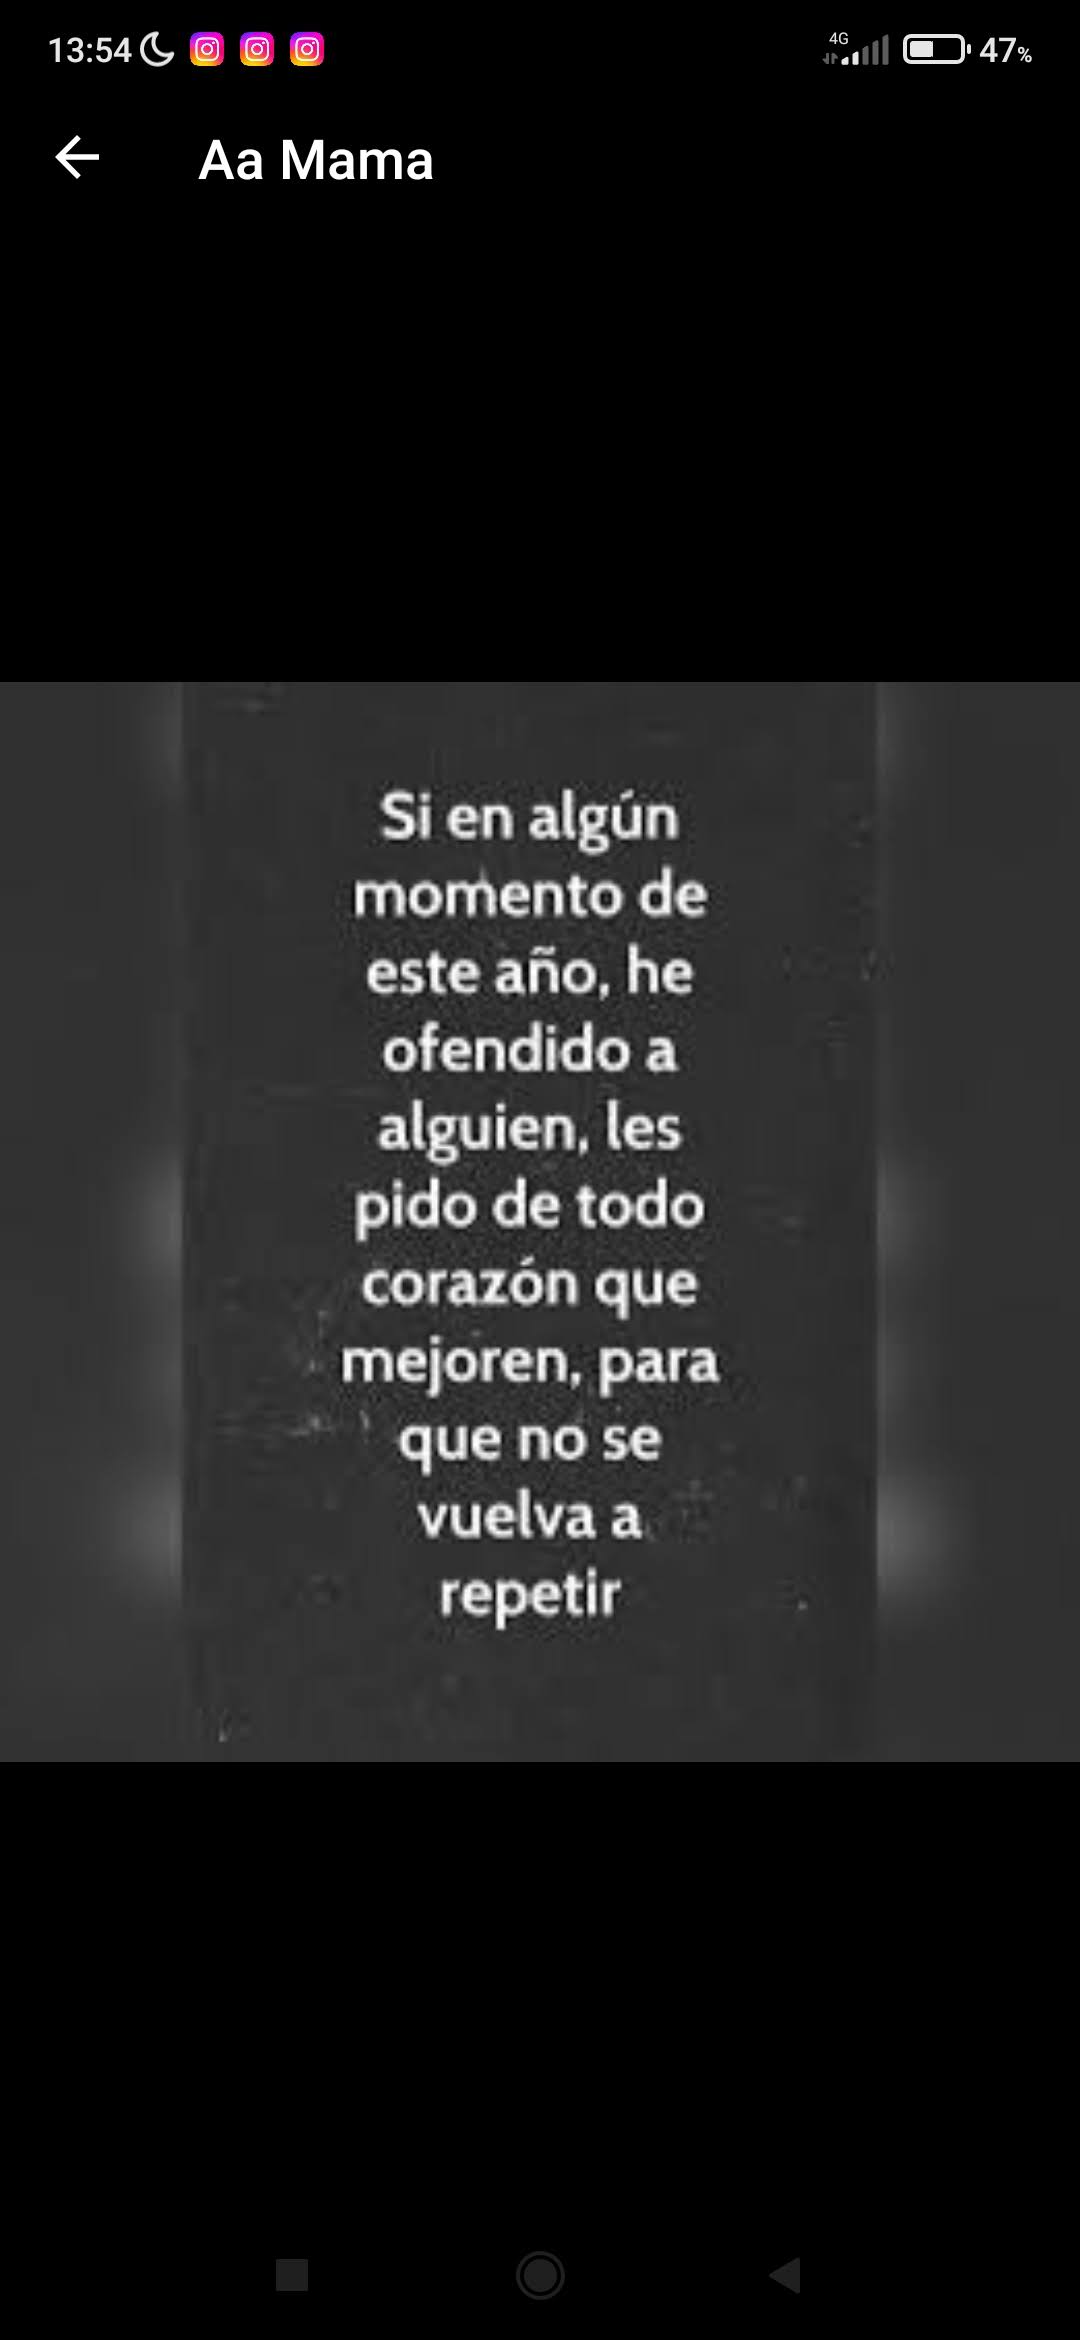 13:54
4G
47%
Aa Mama
Si en algún
momento de
este año, he
ofendido a
alguien, les
pido de todo
corazón que
mejoren, para
que no se
vuelva a
repetir